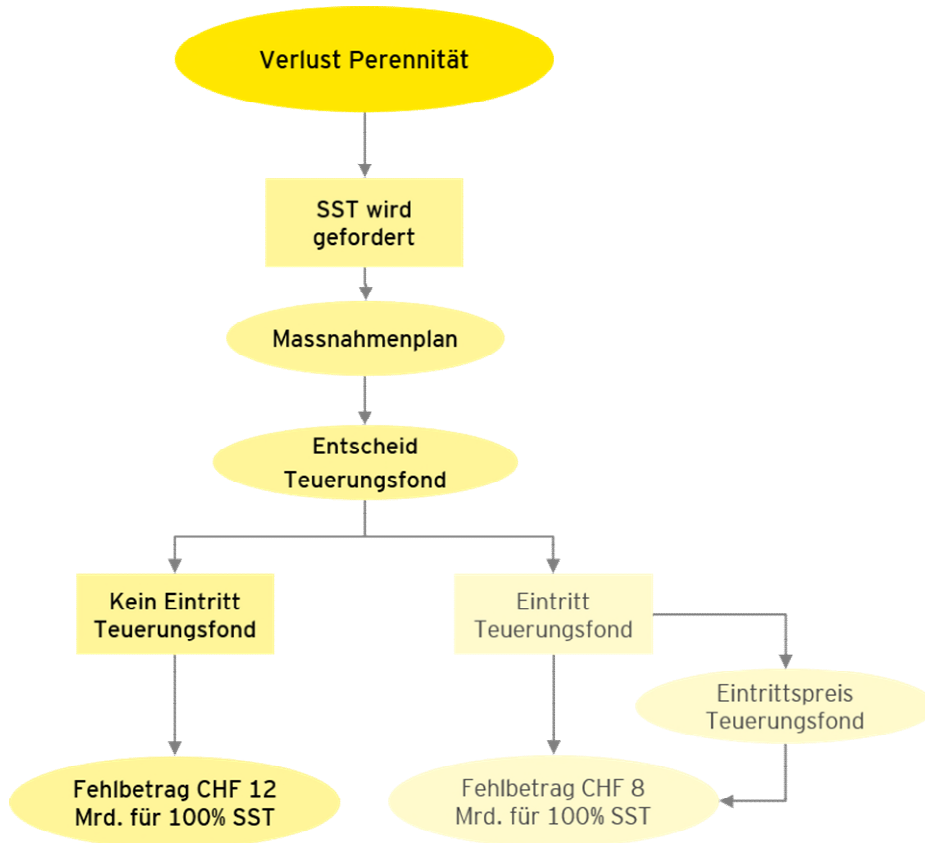 Verlust Perennität
SST wird
gefordert
Massnahmenplan
Entscheid
Teuerungsfond
Kein Eintritt
Teuerungsfond
Eintritt
Teuerungsfond
Eintrittspreis
Teuerungsfond
Fehlbetrag CHF 12
Mrd. für 100% SST
Fehlbetrag CHF 8
Mrd. für 100% SST